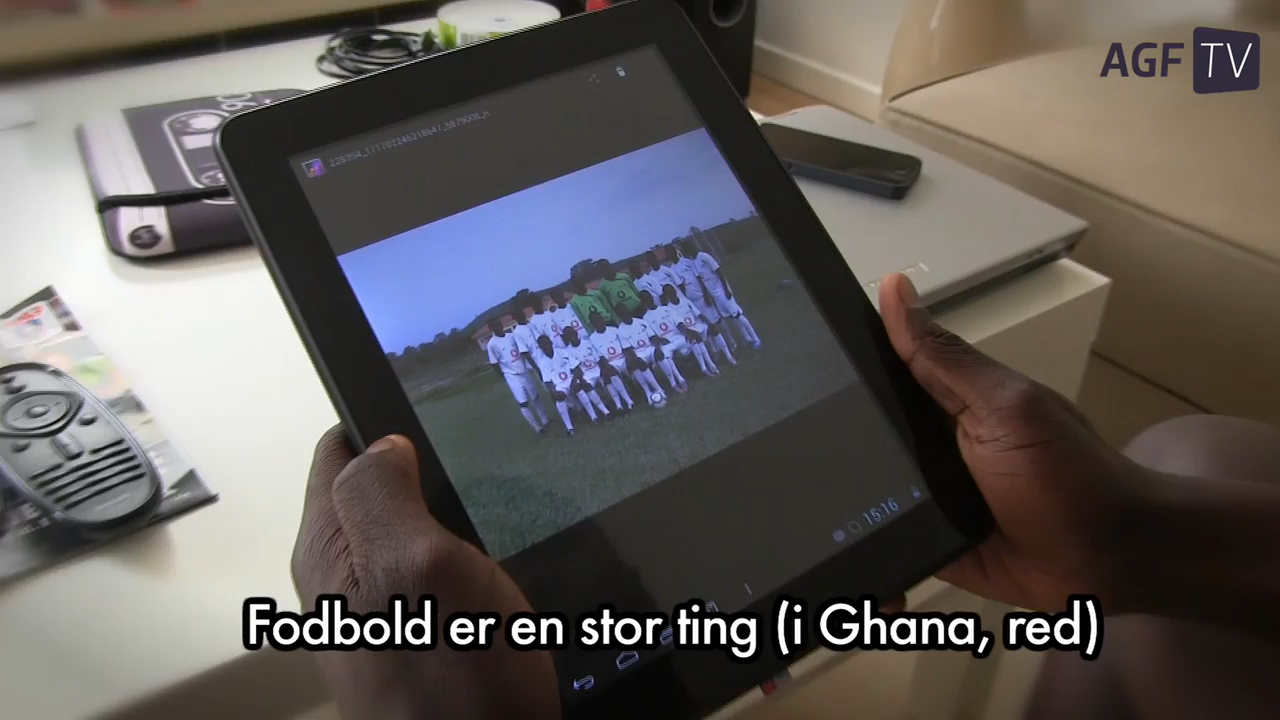 AGF TV
15:16
Fodbold er en stor ting (i Ghana, red)